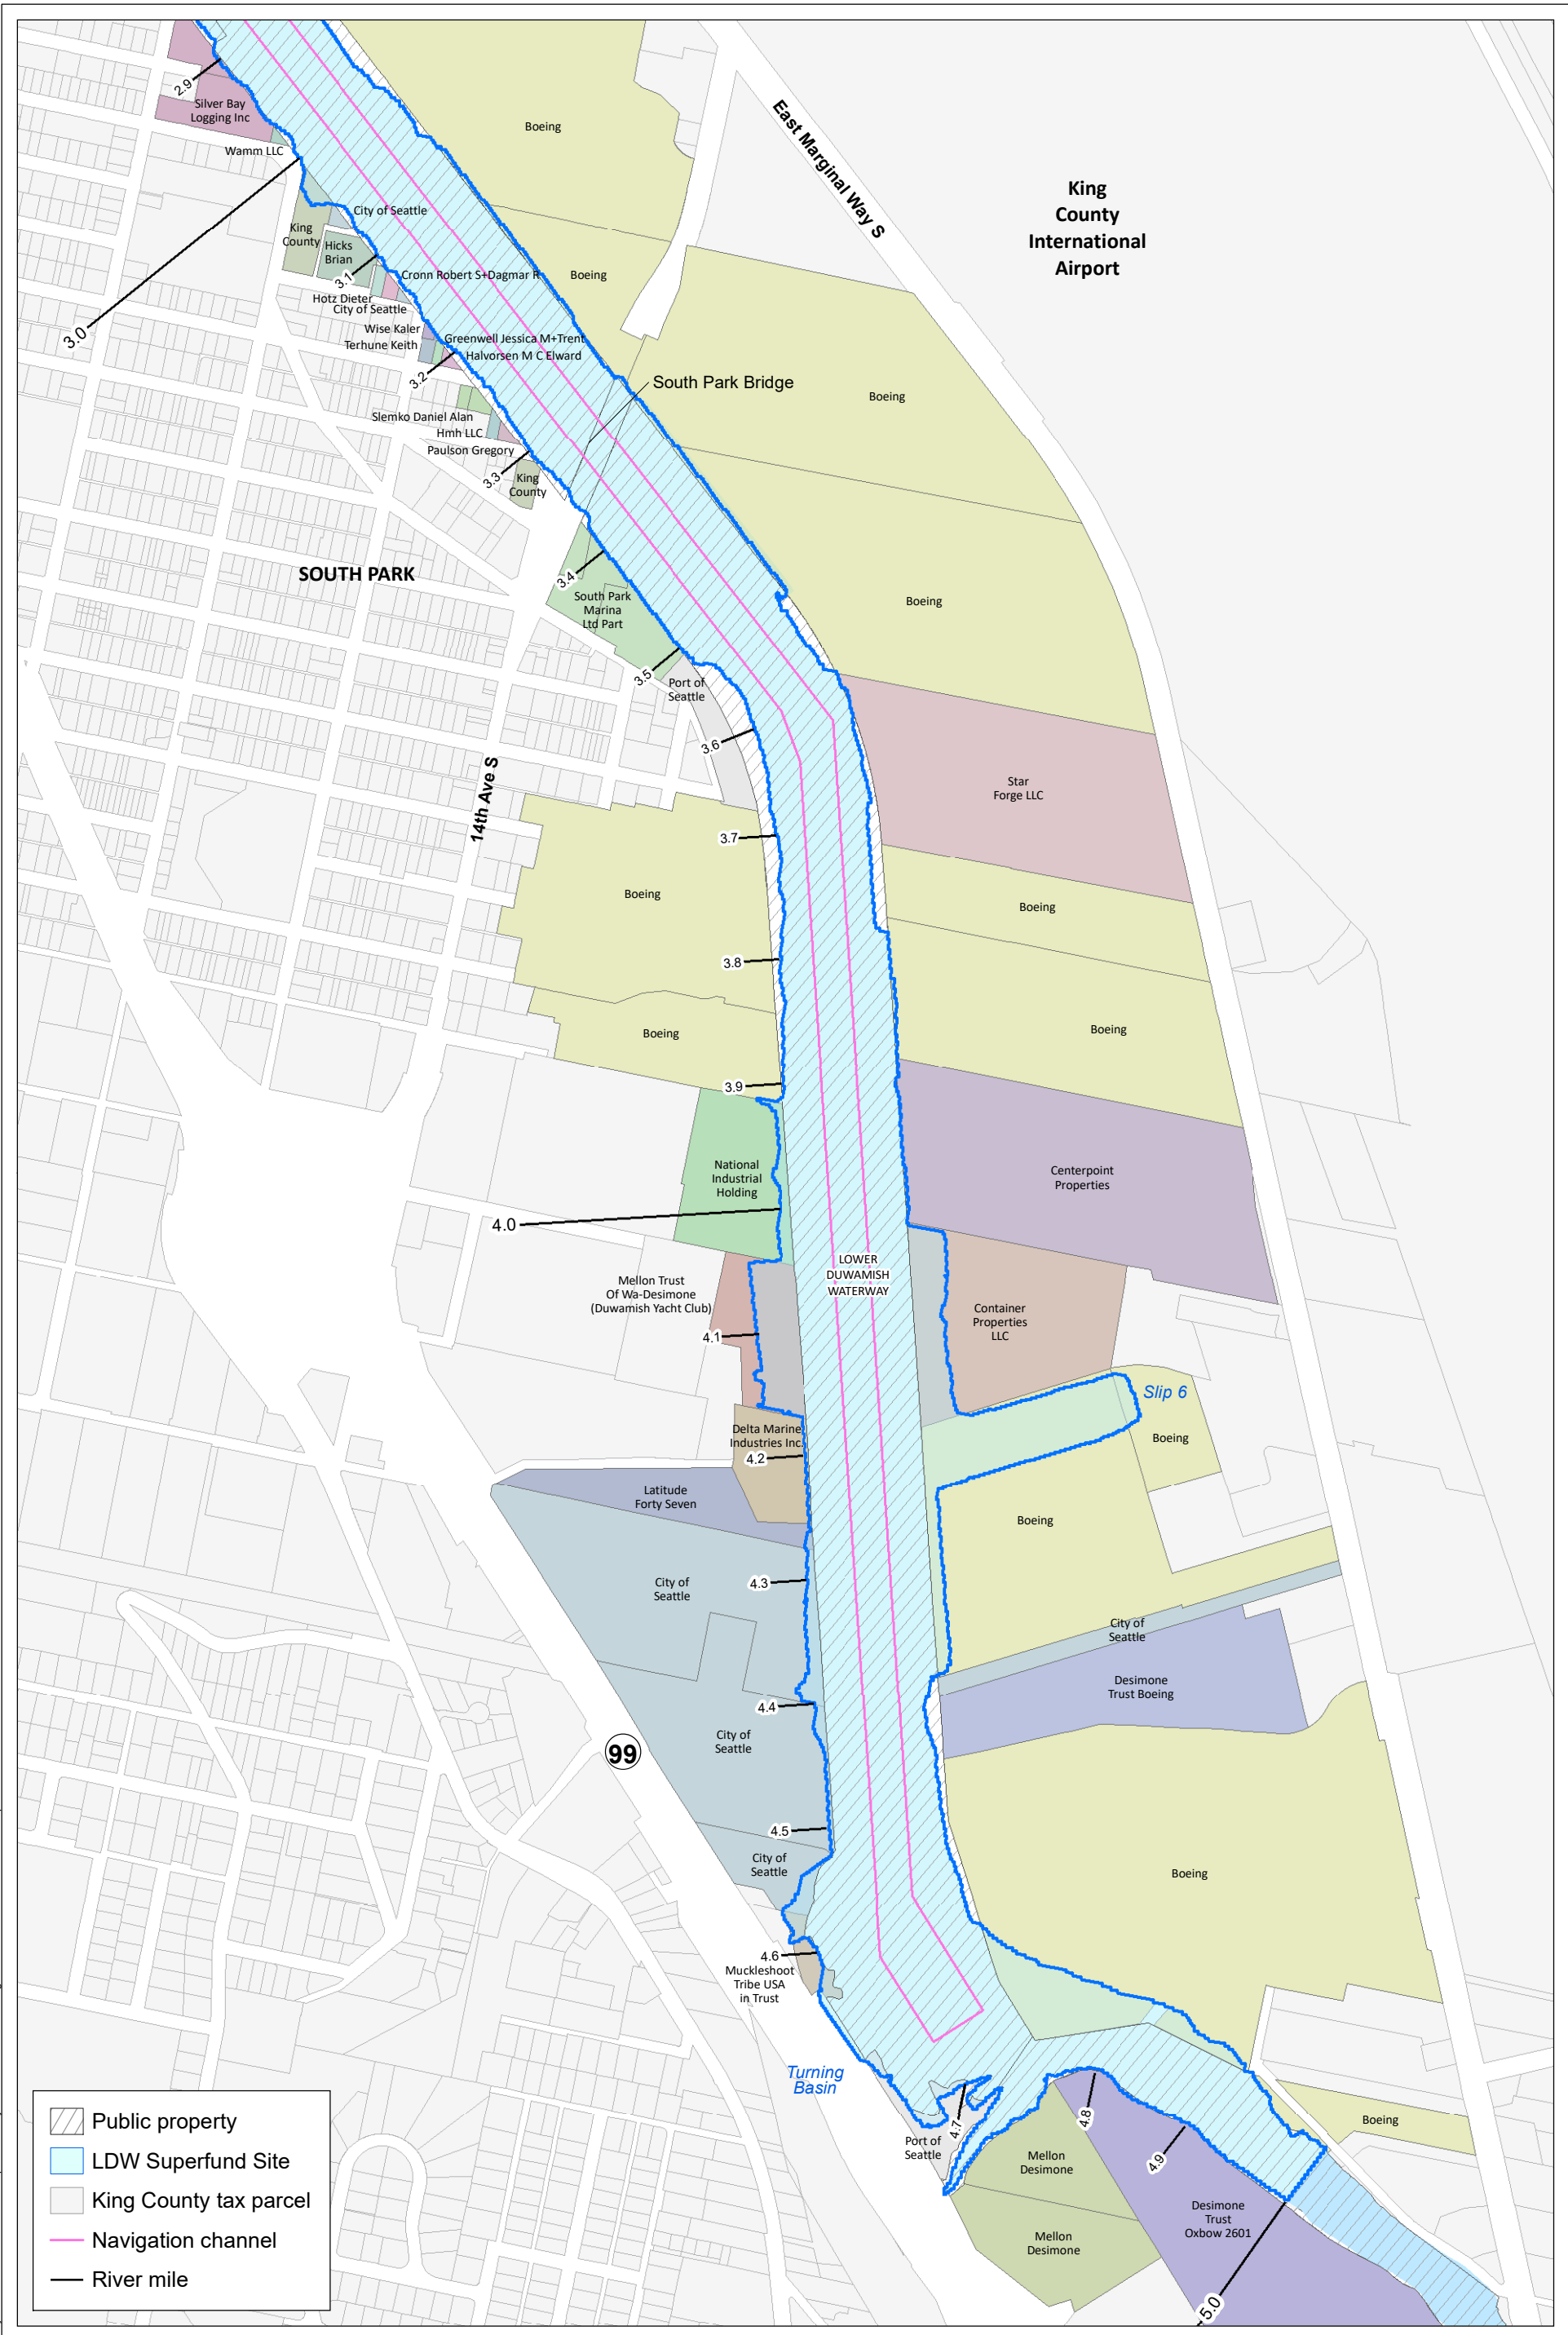 2.9
Silver Bay
Logging Inc
Wamm LLC
Boeing
East Marginal Way S
King
County
International
Airport
3.0
City of Seattle
King
County
Hicks
Brian
3.1
Cronn Robert S+Dagmar R
Boeing
Hotz Dieter
City of Seattle
Wise Kaler
Terhune Keith
Greenwell Jessica M+Trent
Halvorsen M C Elward
3.2
South Park Bridge
Boeing
Slemko Daniel Alan
Hmh LLC
Paulson Gregory
3.3
King
County
SOUTH PARK
3.4
South Park
Marina
Ltd Part
Boeing
3.5
Port of
Seattle
3.6
14th Ave S
Star
Forge LLC
3.7
Boeing
Boeing
3.8
Boeing
Boeing
3.9
National
Industrial
Holding
Centerpoint
Properties
4.0
LOWER
DUWAMISH
WATERWAY
Mellon Trust
Of Wa-Desimone
(Duwamish Yacht Club)
4.1
Container
Properties
LLC
Slip 6
Delta Marine
Industries Inc.
4.2
Boeing
Latitude
Forty Seven
Boeing
City of
Seattle
4.3
City of
Seattle
Desimone
Trust Boeing
4.4
City of
Seattle
99
4.5
City of
Seattle
Boeing
4.6
Muckleshoot
Tribe USA
in Trust
Turning
Basin
4.7
Port of
Seattle
4.8
Mellon
Desimone
4.9
Boeing
Desimone
Trust
Oxbow 2601
Mellon
Desimone
5.0
Public property
LDW Superfund Site
King County tax parcel
Navigation channel
River mile